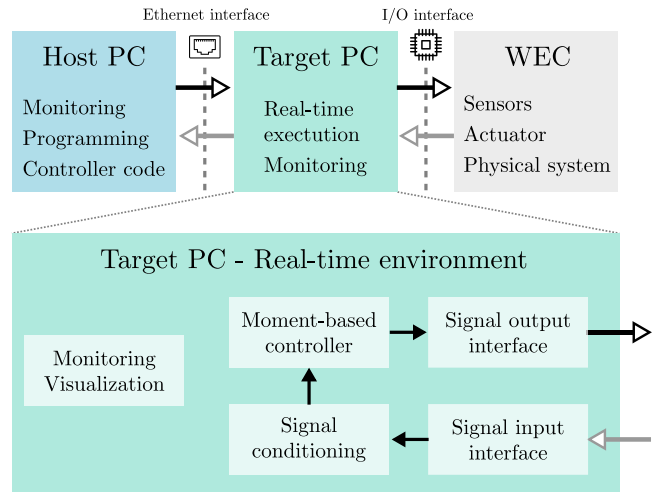 Ethernet interface
I/O interface
Host PC
Monitoring
Programming
Controller code
Target PC
Real-time
exectution
Monitoring
WEC
Sensors
Actuator
Physical system
Target PC - Real-time environment
Monitoring
Visualization
Moment-based
controller
Signal output
interface
Signal
conditioning
Signal input
interface